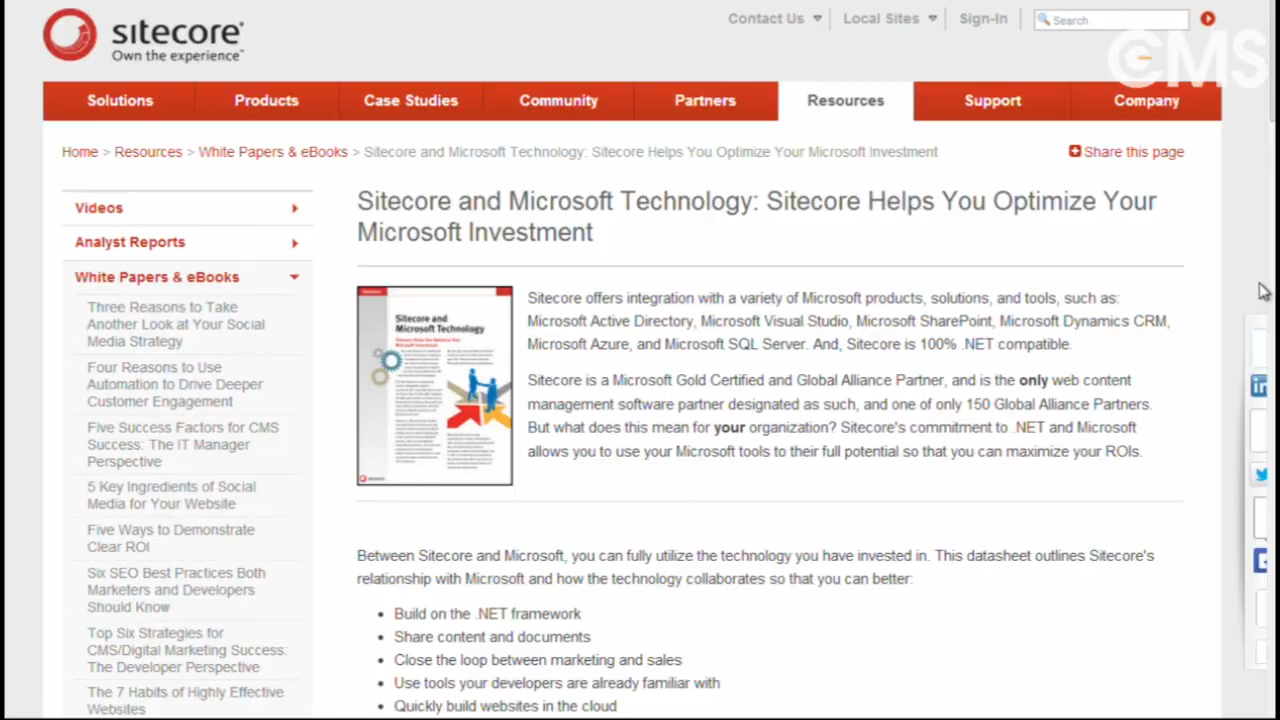 sitecore
Own the experience
Contact Us
Local Sites
Sign-In
Search
CMS
Solutions
Products
Case Studies
Community
Partners
Resources
Support
Company
Home > Resources > White Papers & eBooks > Sitecore and Microsoft Technology: Sitecore Helps You Optimize Your Microsoft Investment
Share this page
Videos
Analyst Reports
White Papers & eBooks
Three Reasons to Take
Another Look at Your Social
Media Strategy
Four Reasons to Use
Automation to Drive Deeper
Customer Engagement
Five Success Factors for CMS
Success: The IT Manager
Perspective
5 Key Ingredients of Social
Media for Your Website
Five Ways to Demonstrate
Clear ROI
Six SEO Best Practices Both
Marketers and Developers
Should Know
Top Six Strategies for
CMS/Digital Marketing Success:
The Developer Perspective
The 7 Habits of Highly Effective
Websites
Sitecore and Microsoft Technology: Sitecore Helps You Optimize Your
Microsoft Investment
Sitecore and
Microsoft Technology
Sitecore offers integration with a variety of Microsoft products, solutions, and tools, such as:
Microsoft Active Directory, Microsoft Visual Studio, Microsoft SharePoint, Microsoft Dynamics CRM,
Microsoft Azure, and Microsoft SQL Server. And, Sitecore is 100% .NET compatible.
Sitecore is a Microsoft Gold Certified and Global Alliance Partner, and is the only web content
management software partner designated as such, and one of only 150 Global Alliance Partners.
But what does this mean for your organization? Sitecore's commitment to .NET and Microsoft
allows you to use your Microsoft tools to their full potential so that you can maximize your ROIs.
Between Sitecore and Microsoft, you can fully utilize the technology you have invested in. This datasheet outlines Sitecore's
relationship with Microsoft and how the technology collaborates so that you can better:
• Build on the .NET framework
• Share content and documents
• Close the loop between marketing and sales
• Use tools your developers are already familiar with
• Quickly build websites in the cloud